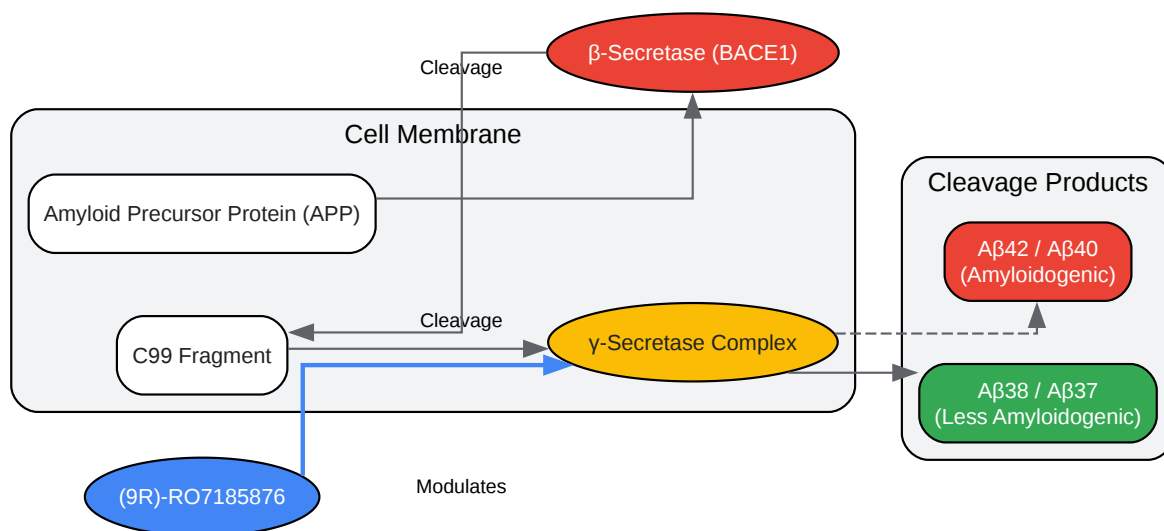 β-Secretase (BACE1)
Cleavage
Cell Membrane
Amyloid Precursor Protein (APP)
Cleavage Products
Aβ42 / Aβ40
(Amyloidogenic)
Cleavage
C99 Fragment
γ-Secretase Complex
Aβ38 / Aβ37
(Less Amyloidogenic)
(9R)-RO7185876
Modulates